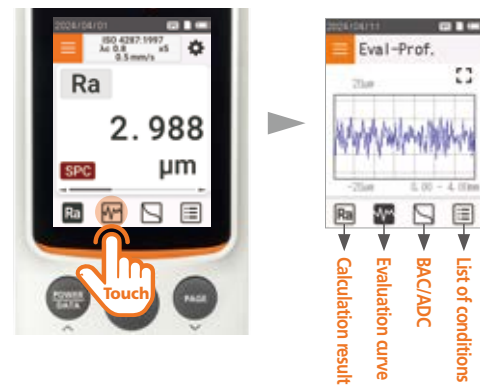 2024/04/01
ISO 4287:1997
λc 0.8 x5
0.5mm/s
Ra
2.988
µm
SPC
Ra
Touch
POWER
DATA
PAGE
2024/04/11
Eval-Prof.
20µm
-20µm 0.00 - 4.00mm
Ra
Calculation result
Evaluation curve
BAC/ADC
List of conditions